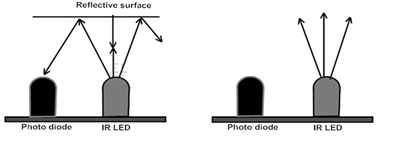 Reflective surface
Photo diode
IR LED
Photo diode
IR LED